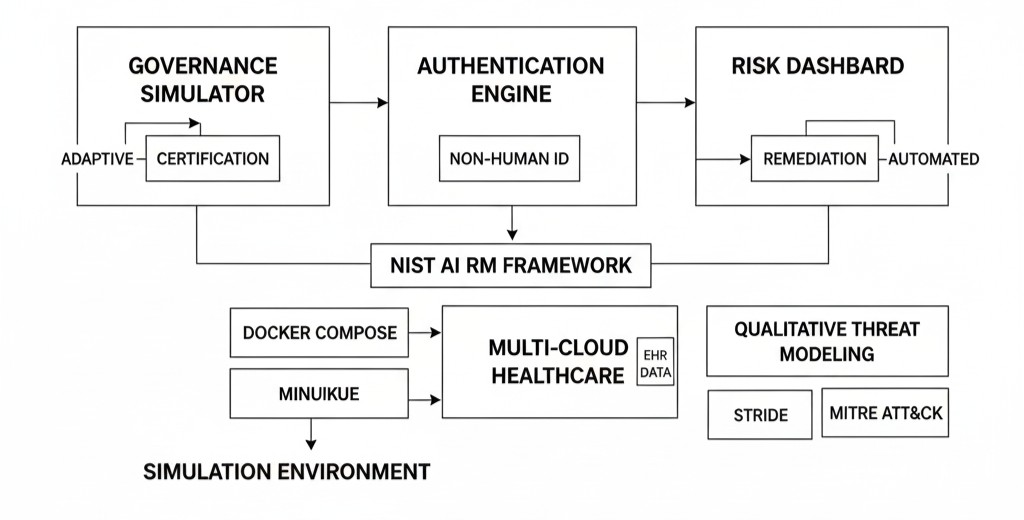 GOVERNANCE
SIMULATOR
ADAPTIVE
CERTIFICATION
AUTHENTICATION
ENGINE
NON-HUMAN ID
RISK DASHBARD
REMEDIATION
AUTOMATED
NIST AI RM FRAMEWORK
DOCKER COMPOSE
MINUIKUE
SIMULATION ENVIRONMENT
MULTI-CLOUD
HEALTHCARE
EHR
DATA
QUALITATIVE THREAT
MODELING
STRIDE
MITRE ATT&CK